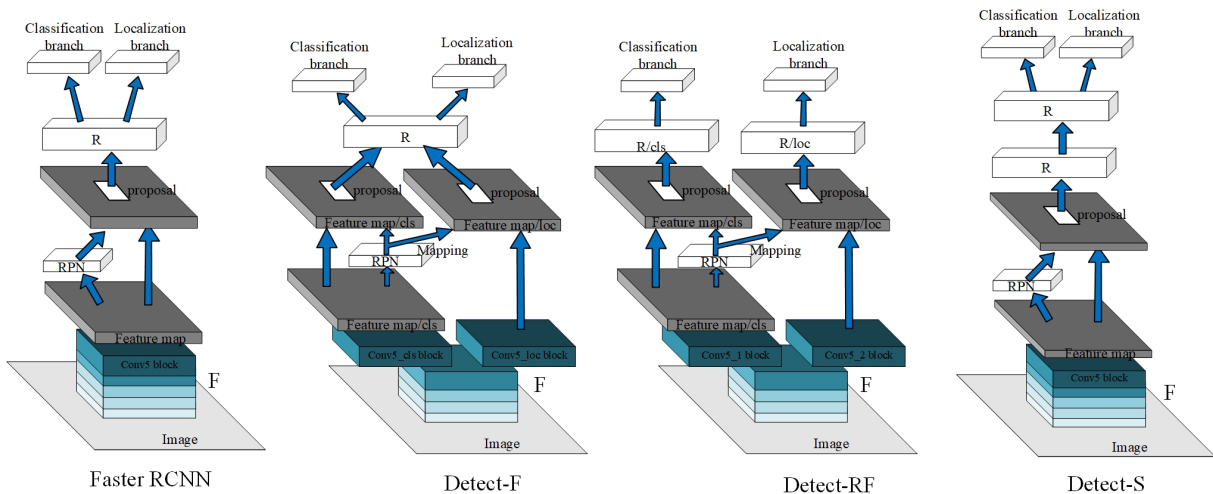 Classification
branch
Localization
branch
R
proposal
RPN
Feature map
Conv5 block
F
Image
Faster RCNN
Classification
branch
Localization
branch
R
proposal
proposal
Feature map/cls
Feature map/loc
Mapping
RPN
Feature map/cls
Conv5_cls block
Conv5_loc block
F
Image
Detect-F
Classification
branch
Localization
branch
R/cls
R/loc
proposal
proposal
Feature map/cls
Feature map/loc
Mapping
RPN
Feature map/cls
Conv5_1 block
Conv5_2 block
F
Image
Detect-RF
Classification
branch
Localization
branch
R
R
proposal
RPN
Feature map
Conv5 block
F
Image
Detect-S